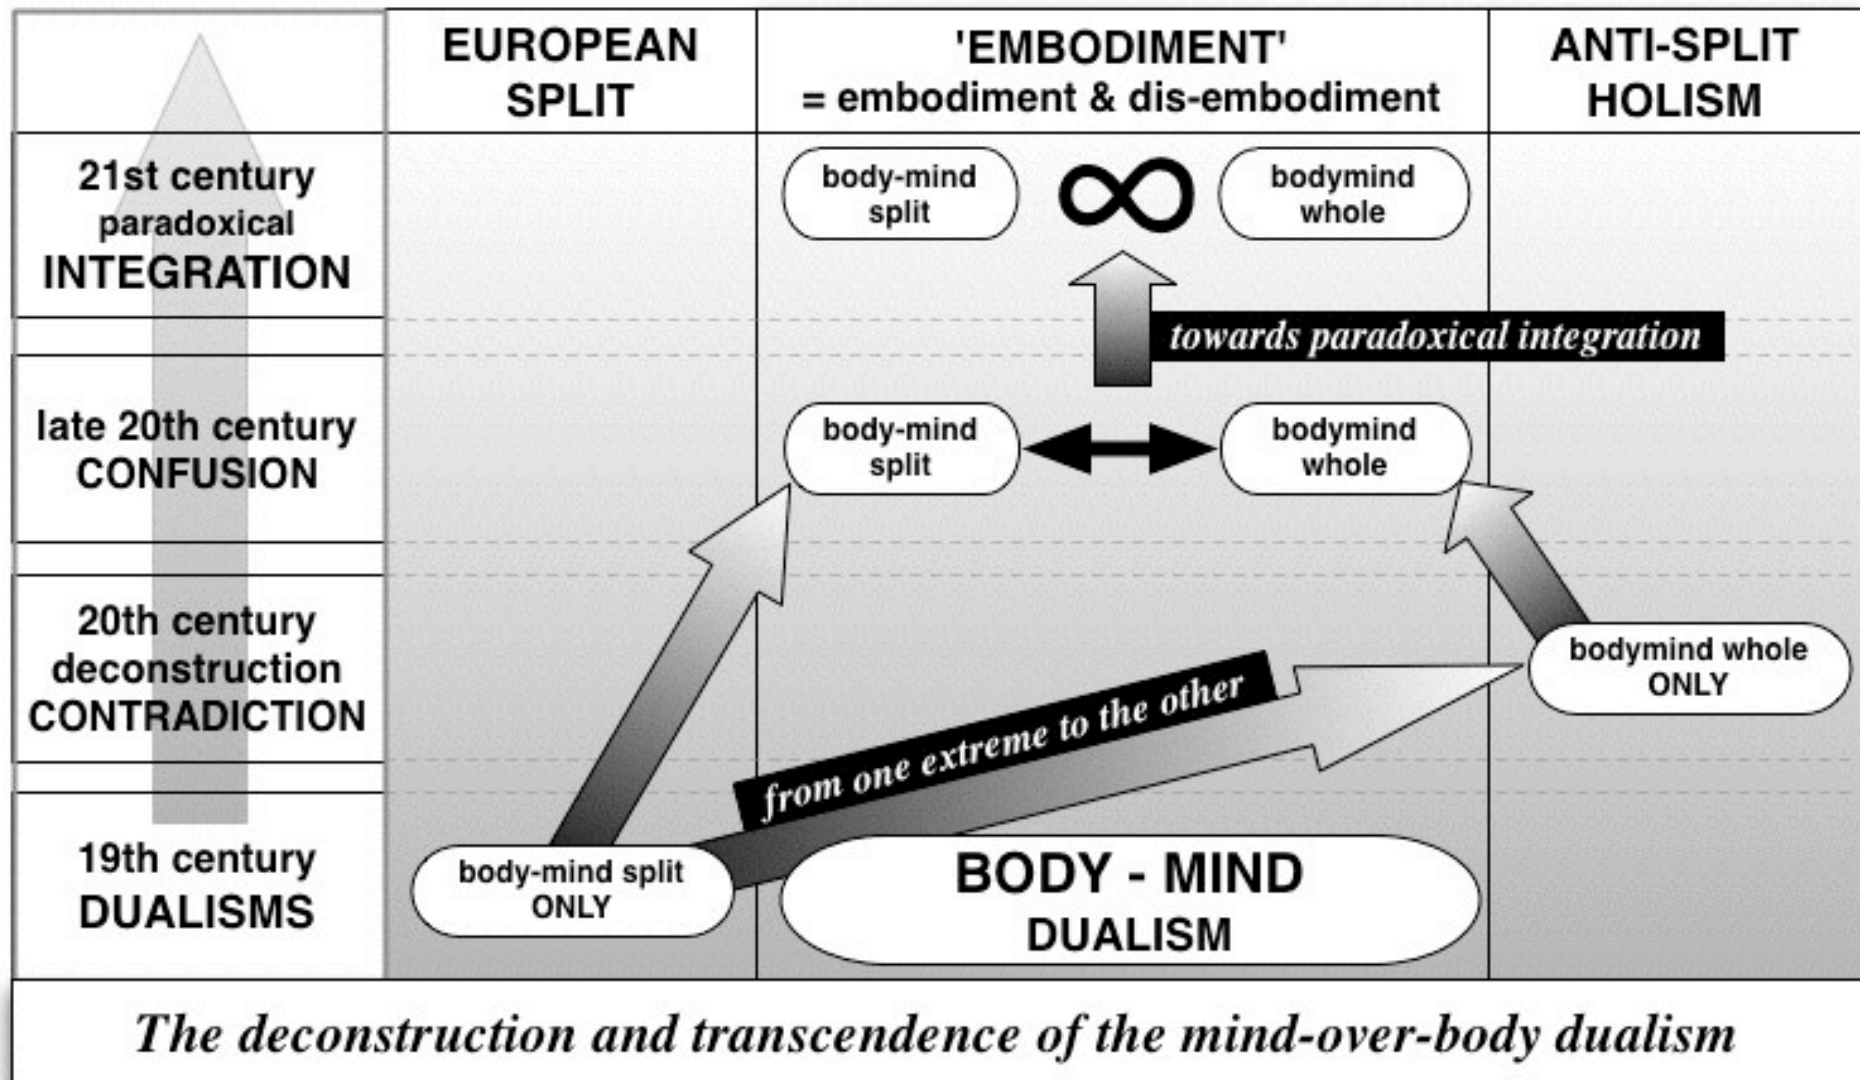 EUROPEAN
SPLIT
'EMBODIMENT'
= embodiment & dis-embodiment
ANTI-SPLIT
HOLISM
21st century
paradoxical
INTEGRATION
body-mind
split
bodymind
whole
towards paradoxical integration
late 20th century
CONFUSION
body-mind
split
bodymind
whole
20th century
deconstruction
CONTRADICTION
bodymind whole
ONLY
from one extreme to the other
19th century
DUALISMS
body-mind split
ONLY
BODY - MIND
DUALISM
The deconstruction and transcendence of the mind-over-body dualism